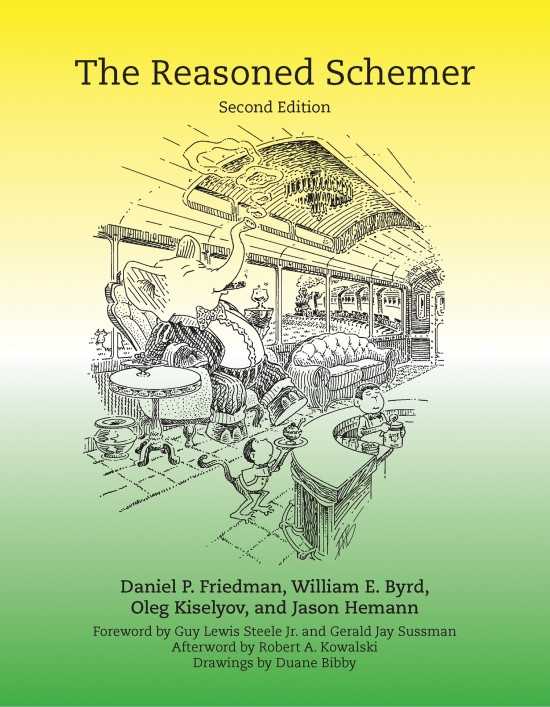 The Reasoned Schemer
Second Edition
Daniel P. Friedman, William E. Byrd,
Oleg Kiselyov, and Jason Hemann
Foreword by Guy Lewis Steele Jr. and Gerald Jay Sussman
Afterword by Robert A. Kowalski
Drawings by Duane Bibby